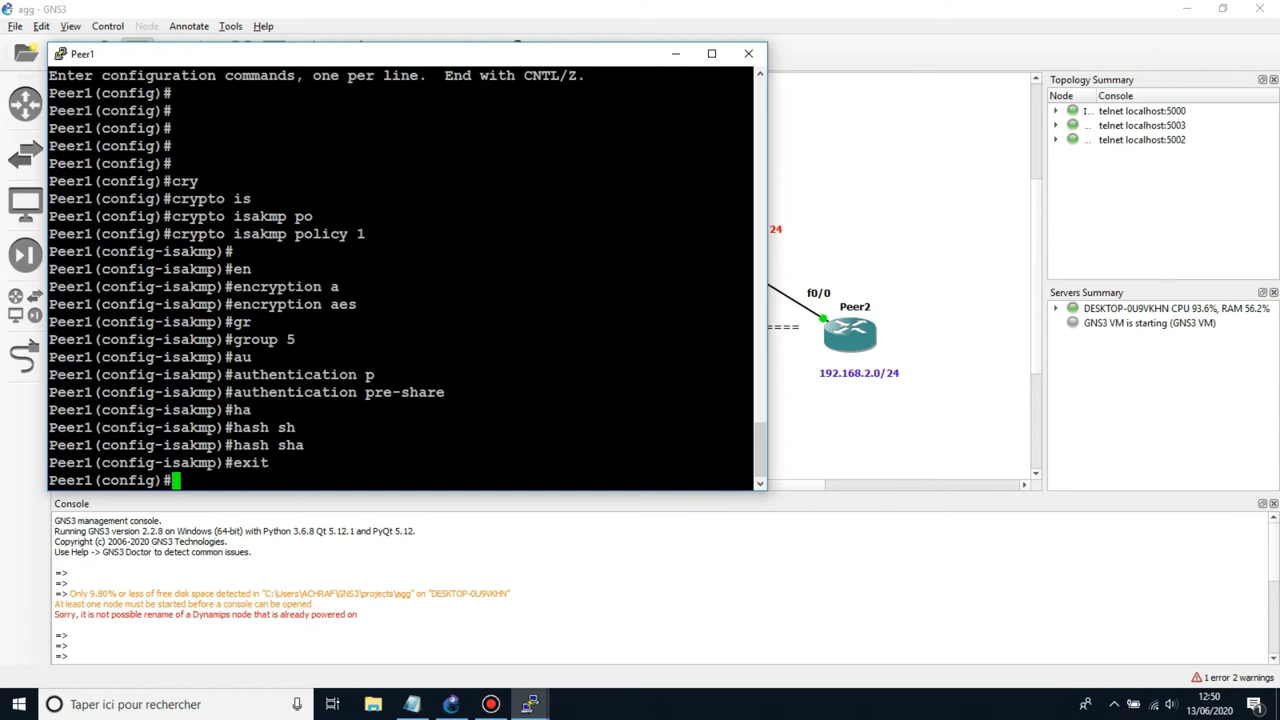 agg - GNS3
File Edit View Control Node Annotate Tools Help
Peer1
Enter configuration commands, one per line.  End with CNTL/Z.
Peer1(config)#
Peer1(config)#
Peer1(config)#
Peer1(config)#
Peer1(config)#
Peer1(config)#cry
Peer1(config)#crypto is
Peer1(config)#crypto isakmp po
Peer1(config)#crypto isakmp policy 1
Peer1(config-isakmp)#
Peer1(config-isakmp)#en
Peer1(config-isakmp)#encryption a
Peer1(config-isakmp)#encryption aes
Peer1(config-isakmp)#gr
Peer1(config-isakmp)#group 5
Peer1(config-isakmp)#au
Peer1(config-isakmp)#authentication p
Peer1(config-isakmp)#authentication pre-share
Peer1(config-isakmp)#ha
Peer1(config-isakmp)#hash sh
Peer1(config-isakmp)#hash sha
Peer1(config-isakmp)#exit
Peer1(config)#
24
f0/0
Peer2
====
192.168.2.0/24
Topology Summary
Node Console
I... telnet localhost:5000
... telnet localhost:5003
... telnet localhost:5002
Servers Summary
DESKTOP-0U9VKHN CPU 93.6%, RAM 56.2%
GNS3 VM is starting (GNS3 VM)
Console
GNS3 management console.
Running GNS3 version 2.2.8 on Windows (64-bit) with Python 3.6.8 Qt 5.12.1 and PyQt 5.12.
Copyright (c) 2006-2020 GNS3 Technologies.
Use Help -> GNS3 Doctor to detect common issues.
=>
=>
=> Only 9.80% or less of free disk space detected in "C:\Users\ACHRAF\GNS3\projects\agg" on "DESKTOP-0U9VKHN"
At least one node must be started before a console can be opened
Sorry, it is not possible rename of a Dynamips node that is already powered on
=>
=>
=>
1 error 2 warnings
Taper ici pour rechercher
12:50
13/06/2020
1